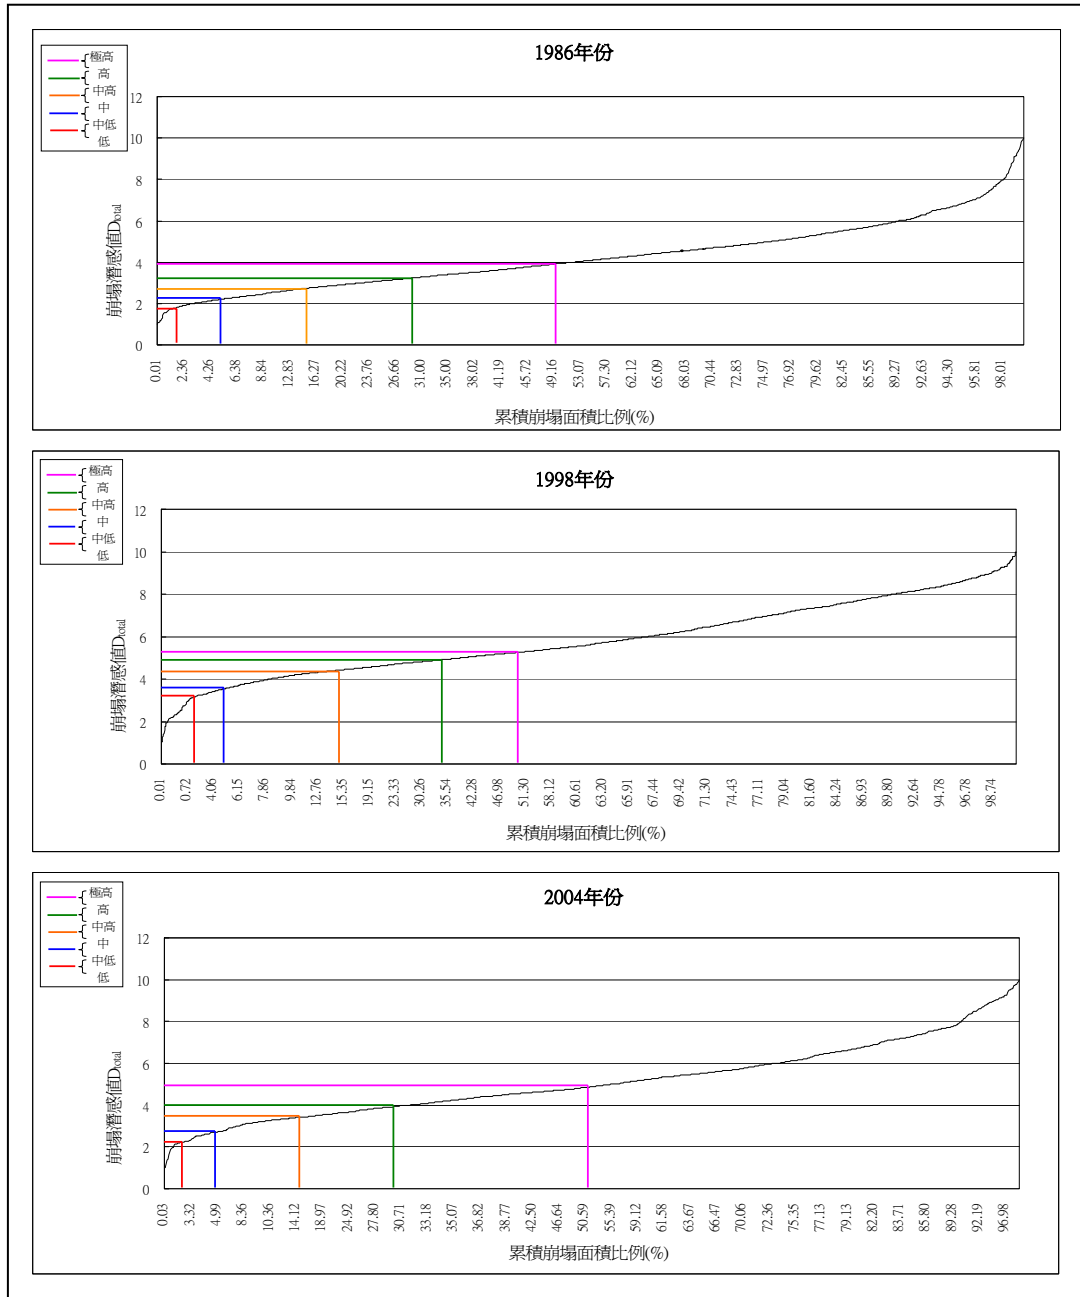 1986年份
極高
高
中高
中
中低
低
12
10
8
6
4
2
0
崩塌潛感值Dtotal
0.01 2.36 4.26 6.38 8.84 12.83 16.27 20.22 23.76 26.66 31.00 35.00 38.02 41.19 45.72 49.16 53.07 57.30 62.12 65.09 68.03 70.44 72.83 74.97 76.92 79.62 82.45 85.55 89.27 92.63 94.30 95.81 98.01
累積崩塌面積比例(%)
1998年份
極高
高
中高
中
中低
低
12
10
8
6
4
2
0
崩塌潛感值Dtotal
0.01 0.72 4.06 6.15 7.86 9.84 12.76 15.35 19.15 23.33 30.26 35.54 42.28 46.98 51.30 58.12 60.61 63.20 65.91 67.44 69.42 71.30 74.43 77.11 79.04 81.60 84.24 86.93 89.80 92.64 94.78 96.78 98.74
累積崩塌面積比例(%)
2004年份
極高
高
中高
中
中低
低
12
10
8
6
4
2
0
崩塌潛感值Dtotal
0.03 3.32 4.99 8.36 10.36 14.12 18.97 24.92 27.80 30.71 33.18 35.07 36.82 38.77 42.50 46.64 50.59 55.39 59.12 61.58 63.67 66.47 70.06 72.36 75.35 77.13 79.13 82.20 83.71 85.80 89.28 92.19 96.98
累積崩塌面積比例(%)